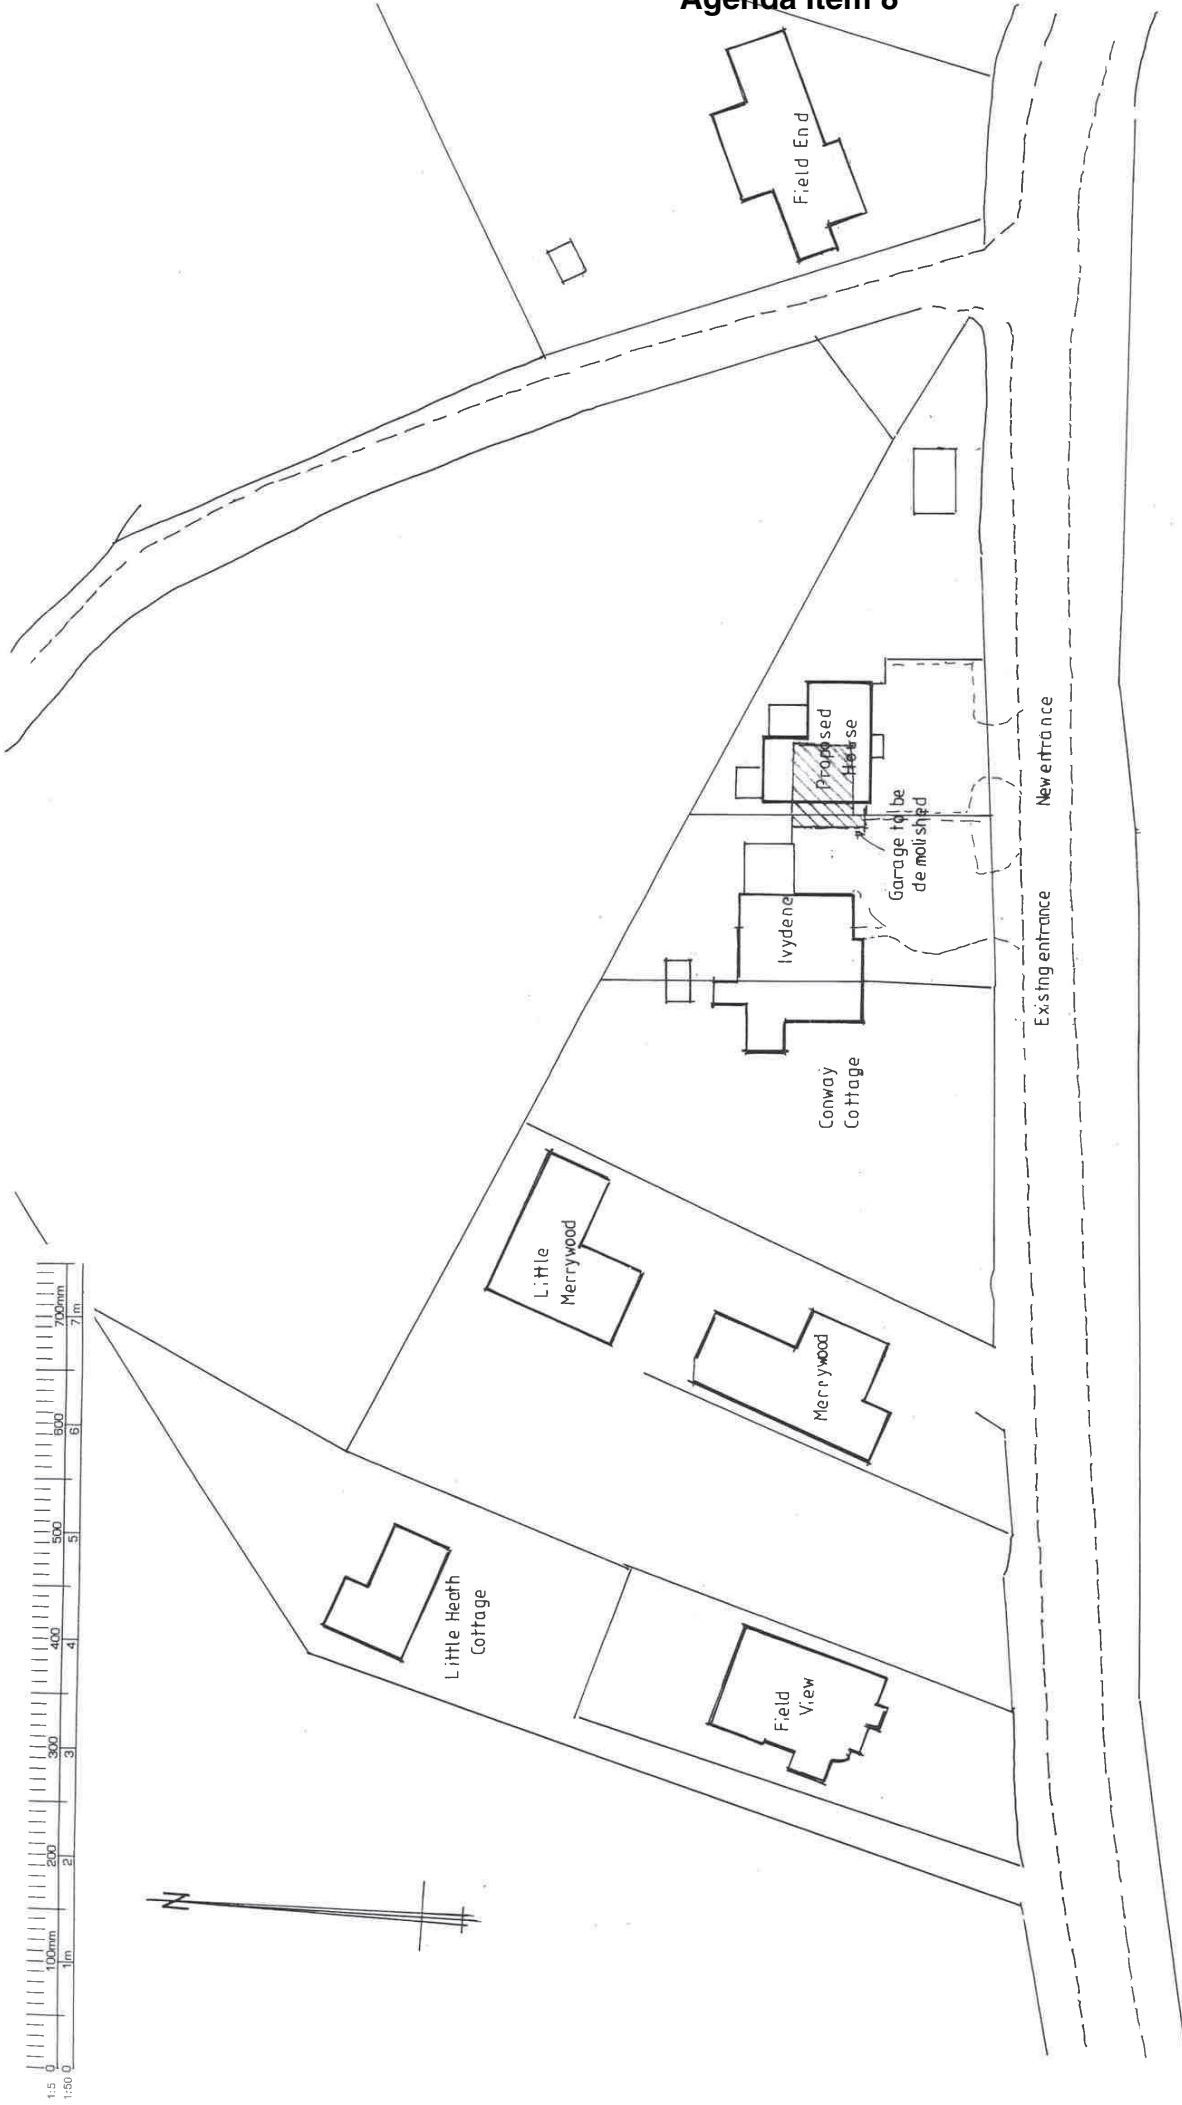 Agenda Item 8
Field End
Proposed
House
New entrance
Garage to be
demolished
Ivydene
Existing entrance
Conway
Cottage
Little
Merrywood
Merrywood
Little Heath
Cottage
Field
View
N
1:5 0 100mm 200 300 400 500 600 700mm
1:50 0 1m 2 3 4 5 6 7m